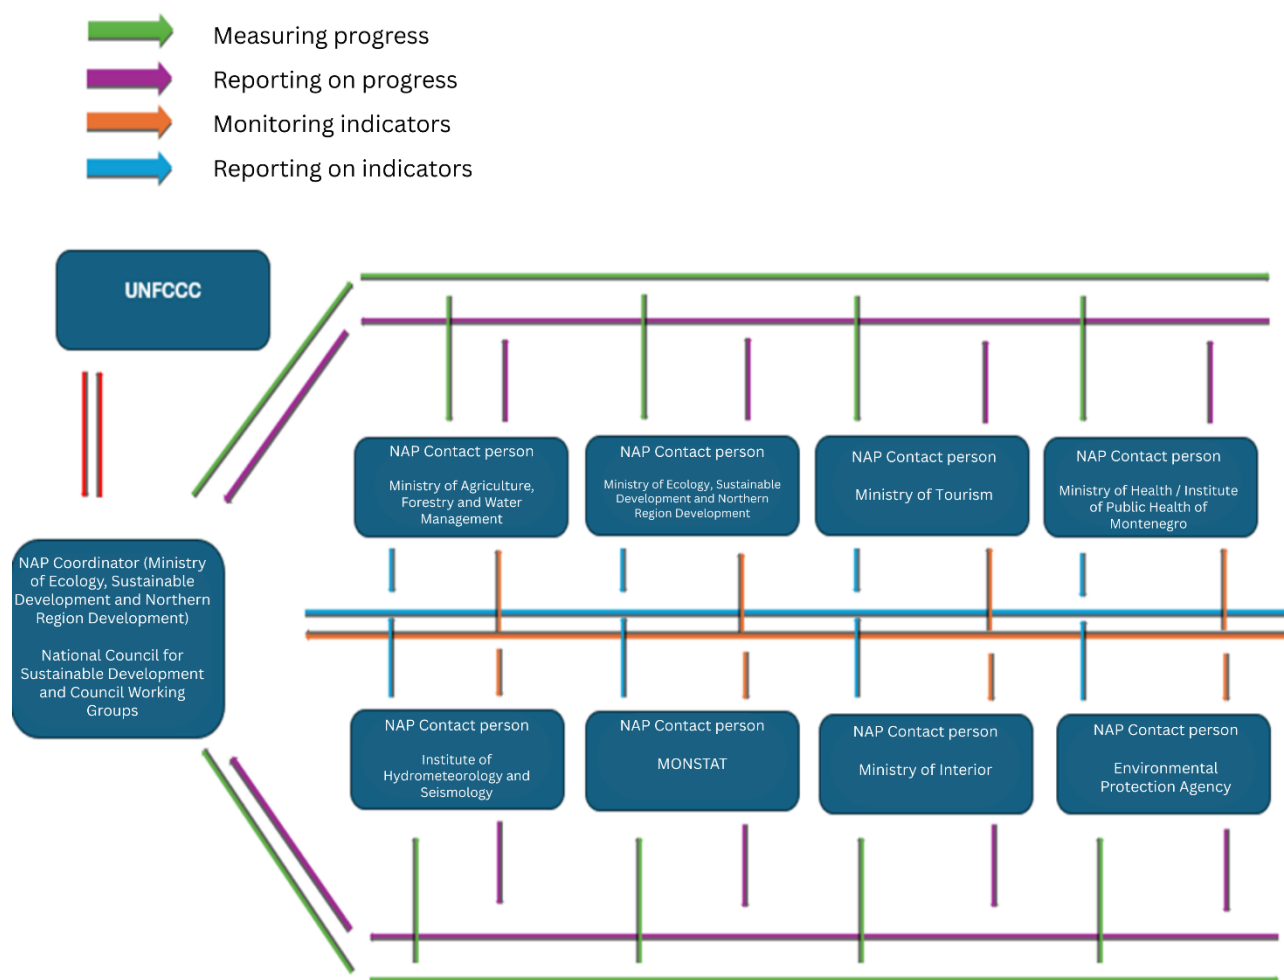 Measuring progress
Reporting on progress
Monitoring indicators
Reporting on indicators
UNFCCC
NAP Contact person
Ministry of Agriculture,
Forestry and Water
Management
NAP Contact person
Ministry of Ecology, Sustainable
Development and Northern
Region Development
NAP Contact person
Ministry of Tourism
NAP Contact person
Ministry of Health / Institute
of Public Health of
Montenegro
NAP Coordinator (Ministry
of Ecology, Sustainable
Development and Northern
Region Development)
National Council for
Sustainable Development
and Council Working
Groups
NAP Contact person
Institute of
Hydrometeorology and
Seismology
NAP Contact person
MONSTAT
NAP Contact person
Ministry of Interior
NAP Contact person
Environmental
Protection Agency